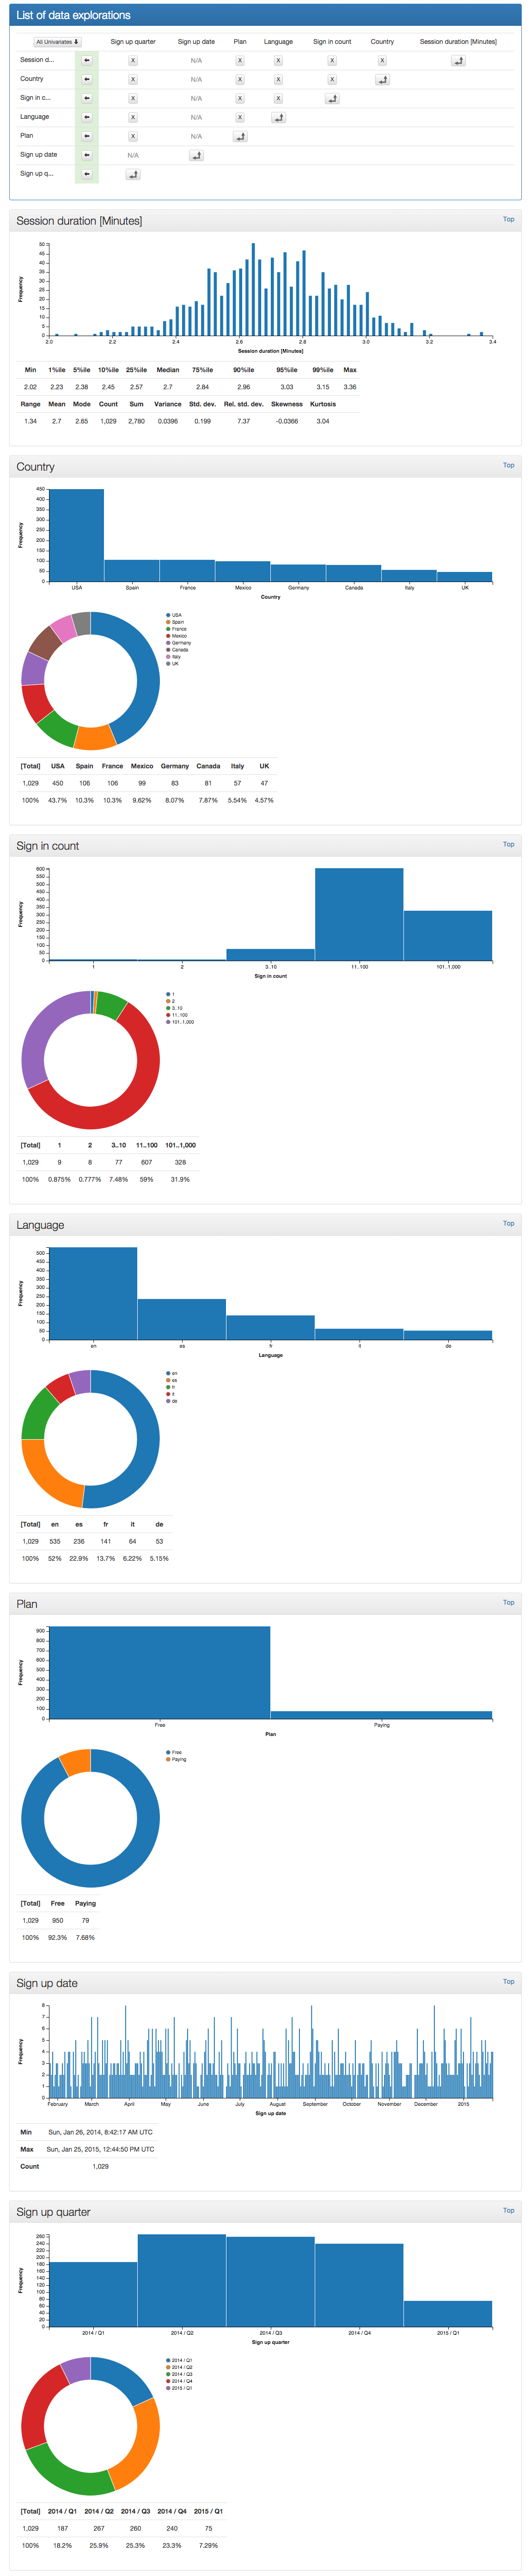 List of data explorations
All Univariates Sign up quarter Sign up date Plan Language Sign in count Country Session duration [Minutes]
Session d... X N/A X X X X
Country X N/A X X X
Sign in c... X N/A X X
Language X N/A X
Plan X N/A
Sign up date N/A
Sign up q...
Session duration [Minutes] Top
Frequency
50
45
40
35
30
25
20
15
10
5
0
2.0 2.2 2.4 2.6 2.8 3.0 3.2 3.4
Session duration [Minutes]
Min 1%ile 5%ile 10%ile 25%ile Median 75%ile 90%ile 95%ile 99%ile Max
2.02 2.23 2.38 2.45 2.57 2.7 2.84 2.96 3.03 3.15 3.36
Range Mean Mode Count Sum Variance Std. dev. Rel. std. dev. Skewness Kurtosis
1.34 2.7 2.65 1,029 2,780 0.0396 0.199 7.37 -0.0366 3.04
Country Top
Frequency
450
400
350
300
250
200
150
100
50
0
USA Spain France Mexico Germany Canada Italy UK
Country
USA
Spain
France
Mexico
Germany
Canada
Italy
UK
[Total] USA Spain France Mexico Germany Canada Italy UK
1,029 450 106 106 99 83 81 57 47
100% 43.7% 10.3% 10.3% 9.62% 8.07% 7.87% 5.54% 4.57%
Sign in count Top
Frequency
600
550
500
450
400
350
300
250
200
150
100
50
0
1 2 3..10 11..100 101..1,000
Sign in count
1
2
3..10
11..100
101..1,000
[Total] 1 2 3..10 11..100 101..1,000
1,029 9 8 77 607 328
100% 0.875% 0.777% 7.48% 59% 31.9%
Language Top
Frequency
500
450
400
350
300
250
200
150
100
50
0
en es fr it de
Language
en
es
fr
it
de
[Total] en es fr it de
1,029 535 236 141 64 53
100% 52% 22.9% 13.7% 6.22% 5.15%
Plan Top
Frequency
900
800
700
600
500
400
300
200
100
0
Free Paying
Plan
Free
Paying
[Total] Free Paying
1,029 950 79
100% 92.3% 7.68%
Sign up date Top
Frequency
8
7
6
5
4
3
2
1
0
February March April May June July August September October November December 2015
Sign up date
Min Sun, Jan 26, 2014, 8:42:17 AM UTC
Max Sun, Jan 25, 2015, 12:44:50 PM UTC
Count 1,029
Sign up quarter Top
Frequency
260
240
220
200
180
160
140
120
100
80
60
40
20
0
2014 / Q1 2014 / Q2 2014 / Q3 2014 / Q4 2015 / Q1
Sign up quarter
2014 / Q1
2014 / Q2
2014 / Q3
2014 / Q4
2015 / Q1
[Total] 2014 / Q1 2014 / Q2 2014 / Q3 2014 / Q4 2015 / Q1
1,029 187 267 260 240 75
100% 18.2% 25.9% 25.3% 23.3% 7.29%